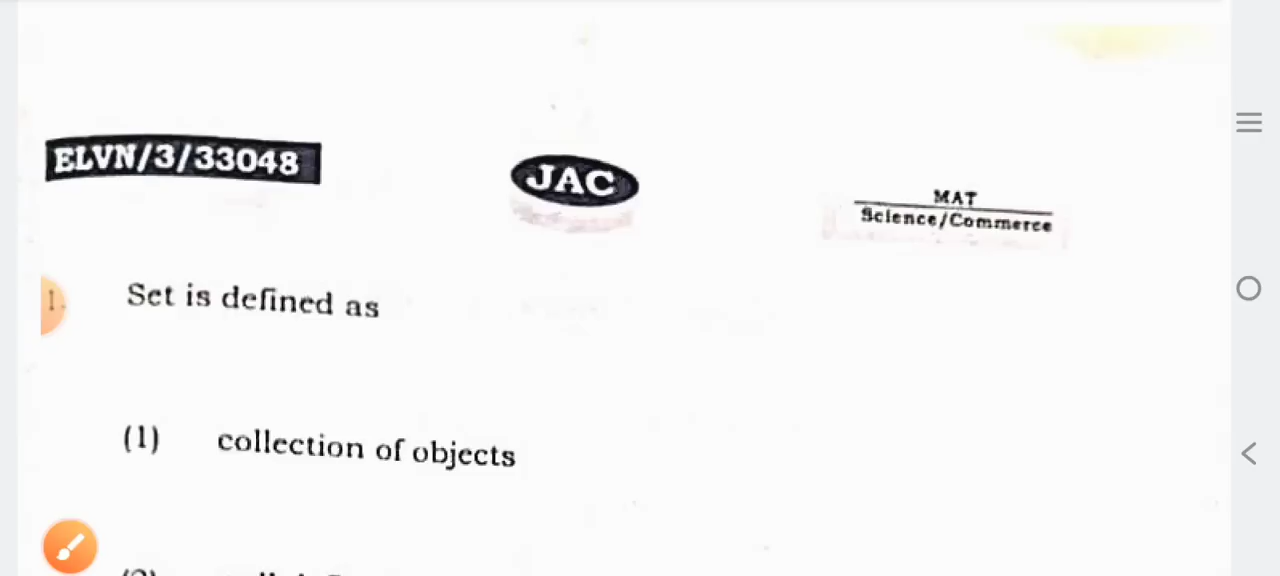 ELVN/3/33048
JAC
MAT
Science/Commerce
1. Set is defined as
(1) collection of objects